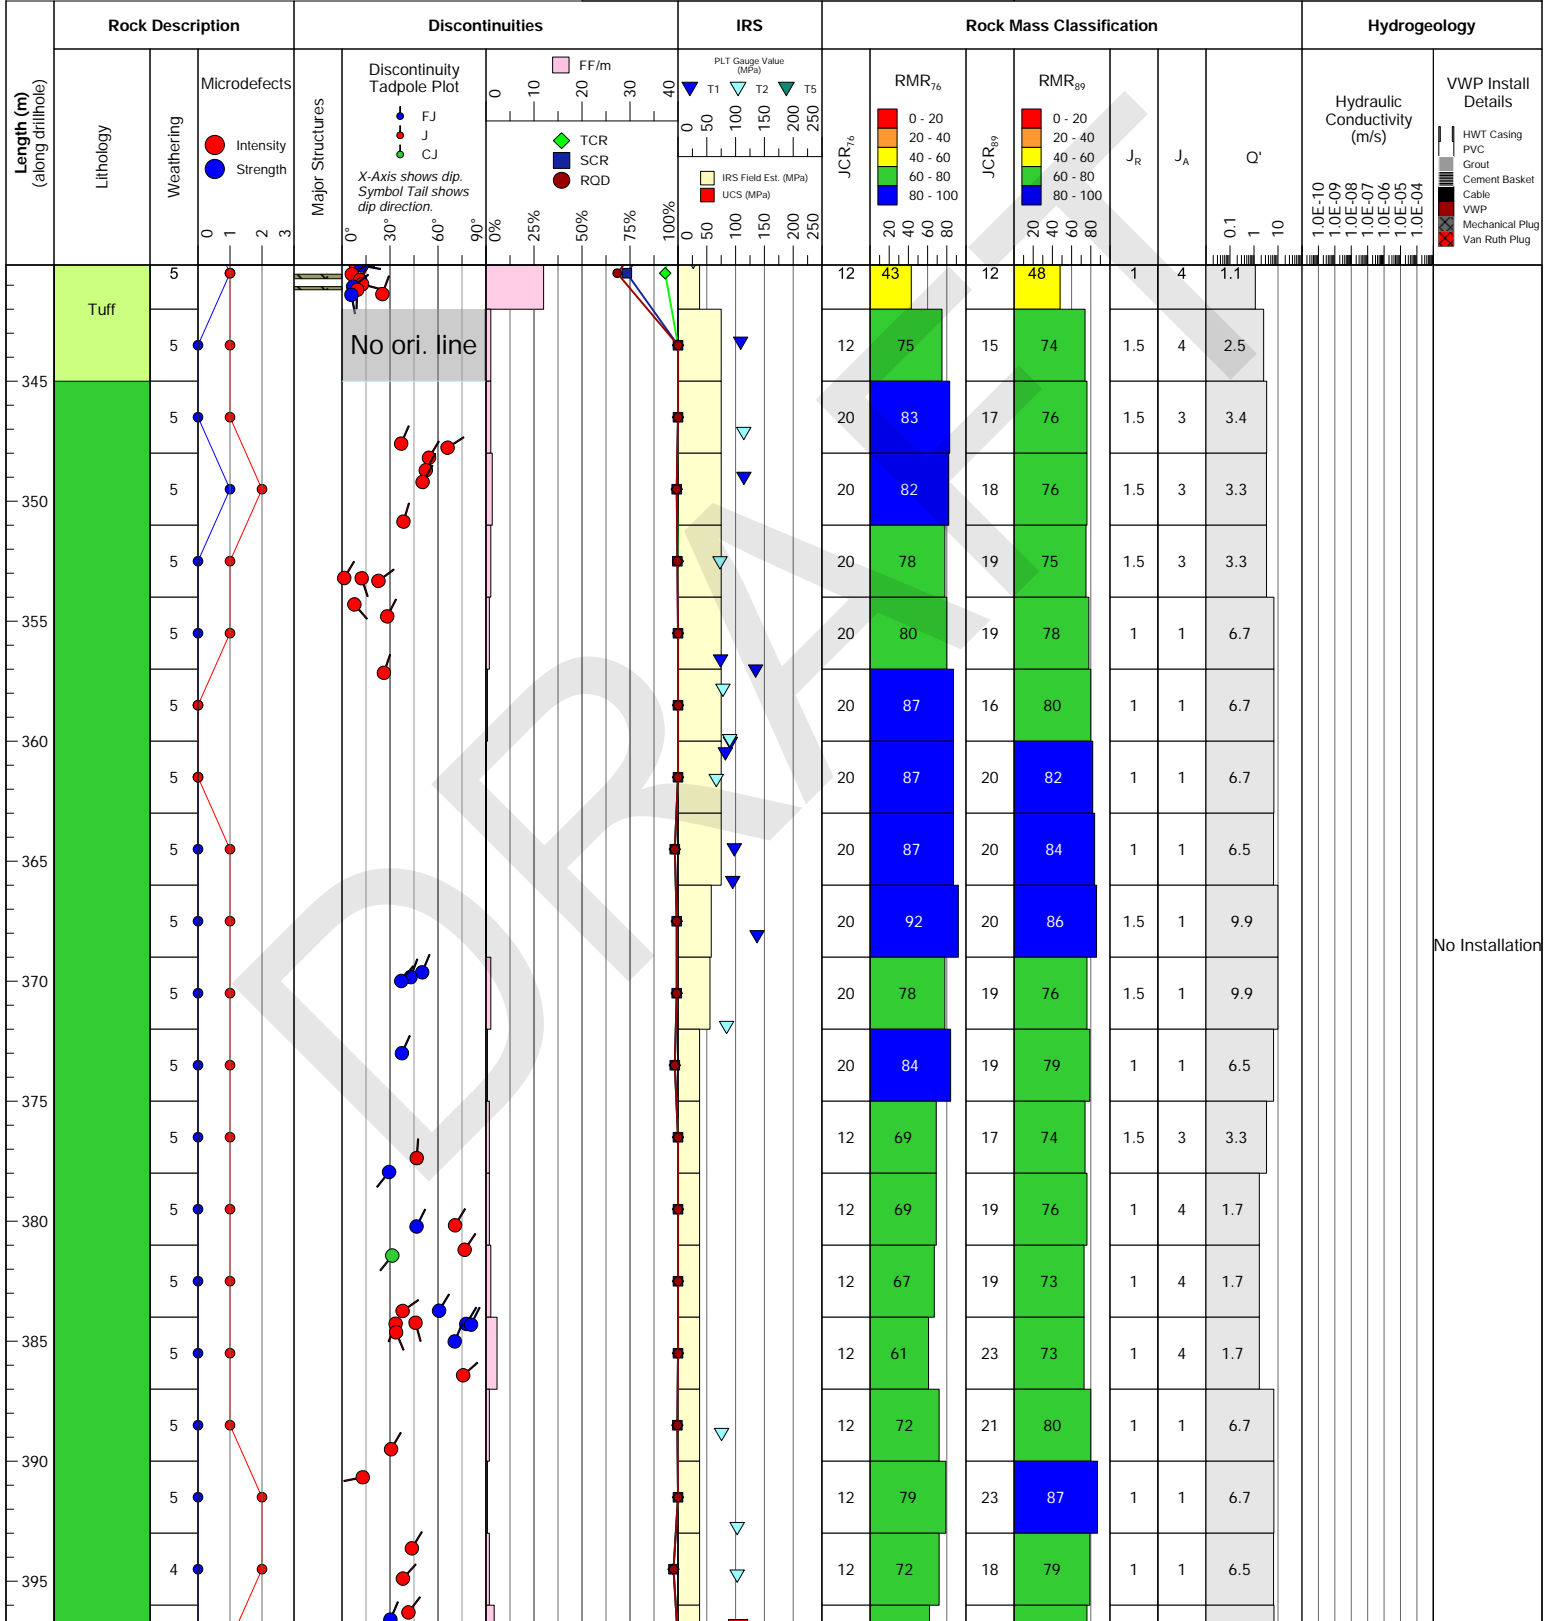 Rock Description Discontinuities IRS Rock Mass Classification Hydrogeology
Length (m)
(along drillhole)
Lithology
Weathering
Microdefects
Intensity
Strength
0 1 2 3
Major Structures
Discontinuity
Tadpole Plot
FJ
J
CJ
X-Axis shows dip.
Symbol Tail shows
dip direction.
0° 30° 60° 90°
FF/m
0 10 20 30 40
TCR
SCR
RQD
0% 25% 50% 75% 100%
PLT Gauge Value
(MPa)
T1 T2 T5
0 50 100 150 200 250
IRS Field Est. (MPa)
UCS (MPa)
0 50 100 150 200 250
JCR76
RMR76
0 - 20
20 - 40
40 - 60
60 - 80
80 - 100
20 40 60 80
JCR89
RMR89
0 - 20
20 - 40
40 - 60
60 - 80
80 - 100
20 40 60 80
JR
JA
Q'
0.1 1 10
Hydraulic
Conductivity
(m/s)
1.0E-10 1.0E-09 1.0E-08 1.0E-07 1.0E-06 1.0E-05 1.0E-04
VWP Install
Details
HWT Casing
PVC
Grout
Cement Basket
Cable
VWP
Mechanical Plug
Van Ruth Plug
5 12 43 12 48 1 4 1.1
Tuff
No ori. line
5 12 75 15 74 1.5 4 2.5
345
5 20 83 17 76 1.5 3 3.4
5 20 82 18 76 1.5 3 3.3
350
5 20 78 19 75 1.5 3 3.3
355
5 20 80 19 78 1 1 6.7
5 20 87 16 80 1 1 6.7
360
5 20 87 20 82 1 1 6.7
5 20 87 20 84 1 1 6.5
365
5 20 92 20 86 1.5 1 9.9
No Installation
370
5 20 78 19 76 1.5 1 9.9
5 20 84 19 79 1 1 6.5
375
5 12 69 17 74 1.5 3 3.3
5 12 69 19 76 1 4 1.7
380
5 12 67 19 73 1 4 1.7
385
5 12 61 23 73 1 4 1.7
5 12 72 21 80 1 1 6.7
390
5 12 79 23 87 1 1 6.7
4 12 72 18 79 1 1 6.5
395
DRAFT